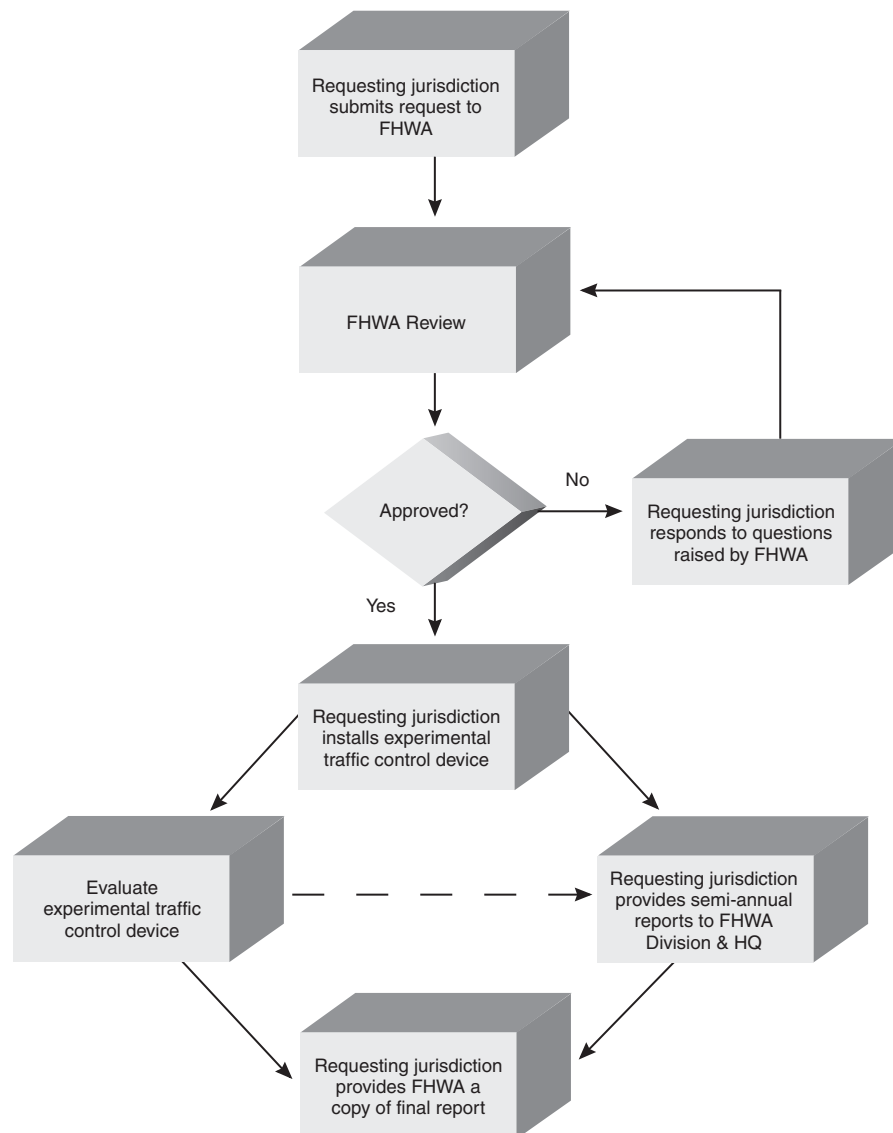 Requesting jurisdiction
submits request to
FHWA
FHWA Review
Approved?
No
Requesting jurisdiction
responds to questions
raised by FHWA
Yes
Requesting jurisdiction
installs experimental
traffic control device
Evaluate
experimental traffic
control device
Requesting jurisdiction
provides semi-annual
reports to FHWA
Division & HQ
Requesting jurisdiction
provides FHWA a
copy of final report